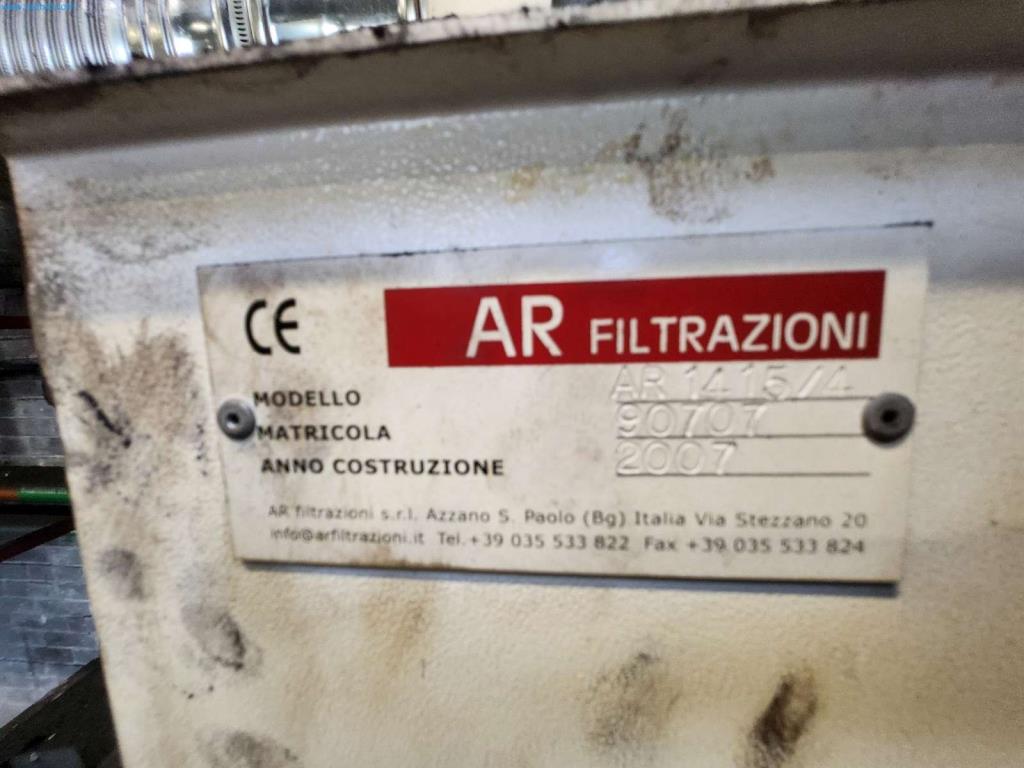 CE AR FILTRAZIONI
MODELLO AR 1415/4
MATRICOLA 90707
ANNO COSTRUZIONE 2007
AR filtrazioni s.r.l. Azzano S. Paolo (Bg) Italia Via Stezzano 20
info@arfiltrazioni.it Tel. +39 035 533 822 Fax +39 035 533 824